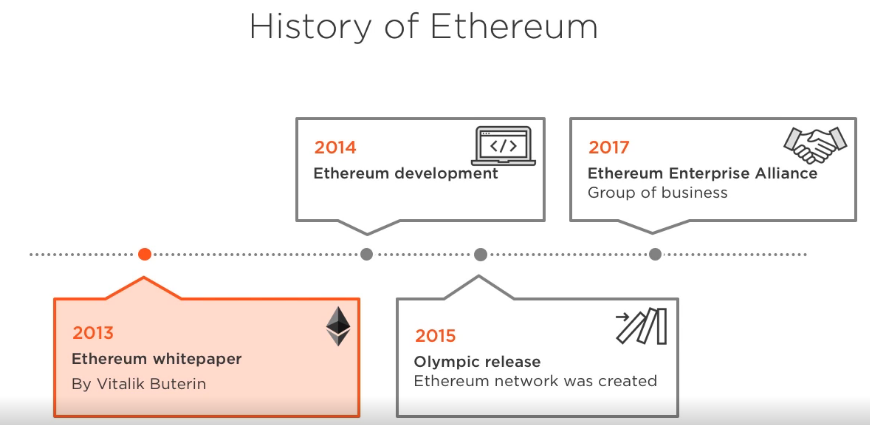 History of Ethereum
2014
Ethereum development
</>
2017
Ethereum Enterprise Alliance
Group of business
2013
Ethereum whitepaper
By Vitalik Buterin
2015
Olympic release
Ethereum network was created